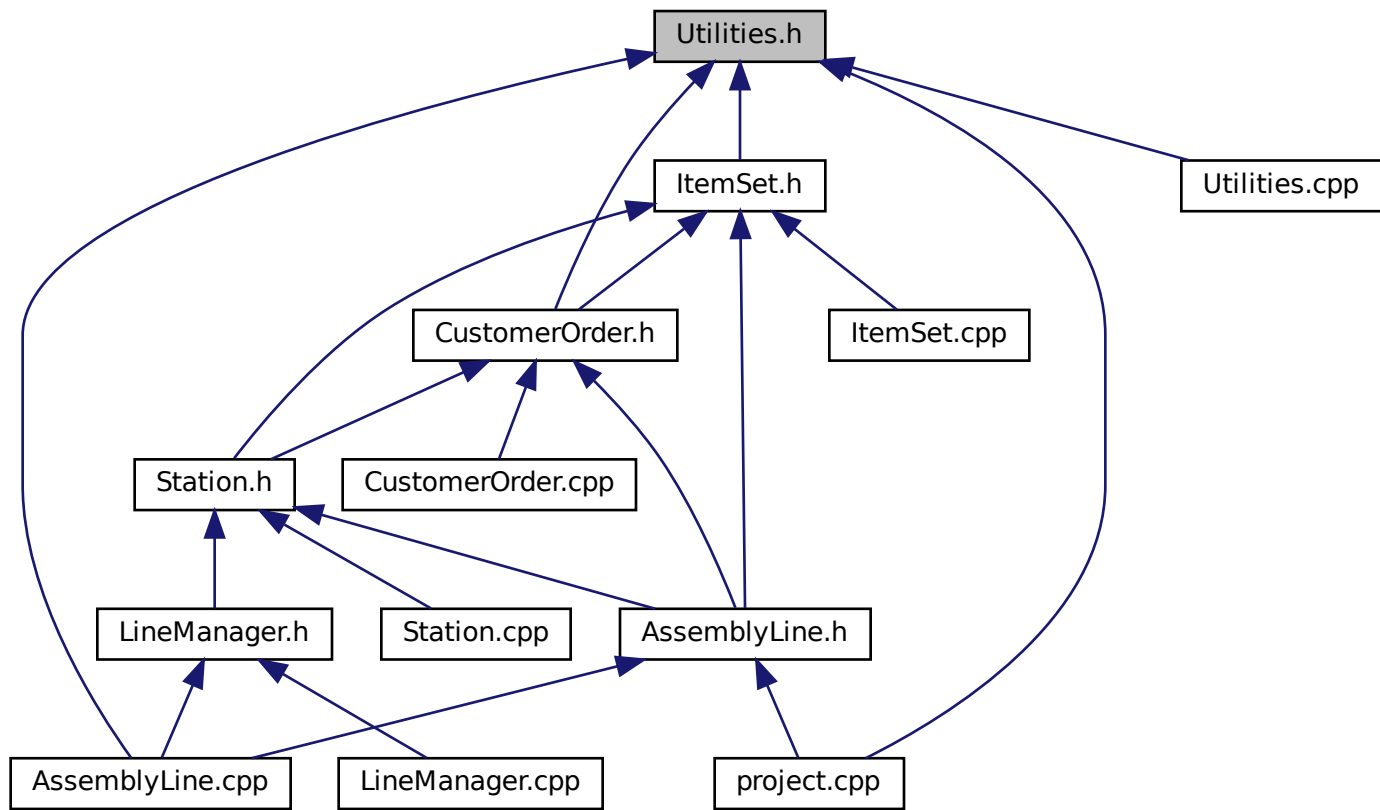 Utilities.h
ItemSet.h
Utilities.cpp
CustomerOrder.h
ItemSet.cpp
Station.h
CustomerOrder.cpp
LineManager.h
Station.cpp
AssemblyLine.h
AssemblyLine.cpp
LineManager.cpp
project.cpp